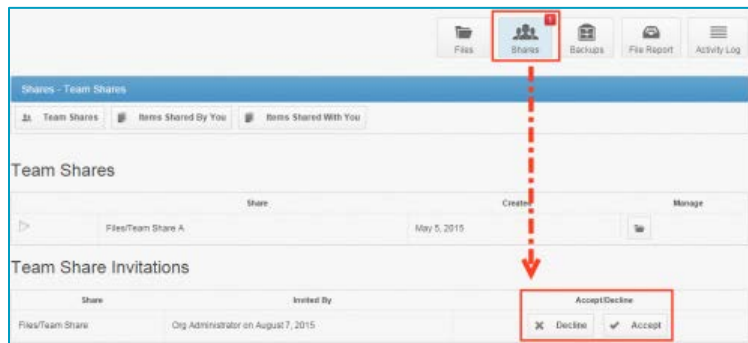 1
Files Shares Backups File Report Activity Log
Shares - Team Shares
Team Shares Items Shared By You Items Shared With You
Team Shares
Share Created Manage
Files/Team Share A May 5, 2015
Team Share Invitations
Share Invited By Accept/Decline
Files/Team Share Org Administrator on August 7, 2015 Decline Accept